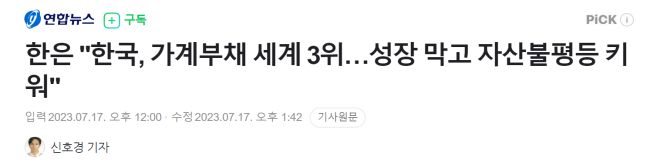 연합뉴스 구독 PiCK
한은 "한국, 가계부채 세계 3위…성장 막고 자산불평등 키
워"
입력 2023.07.17. 오후 12:00 · 수정 2023.07.17. 오후 1:42 기사원문
신호경 기자